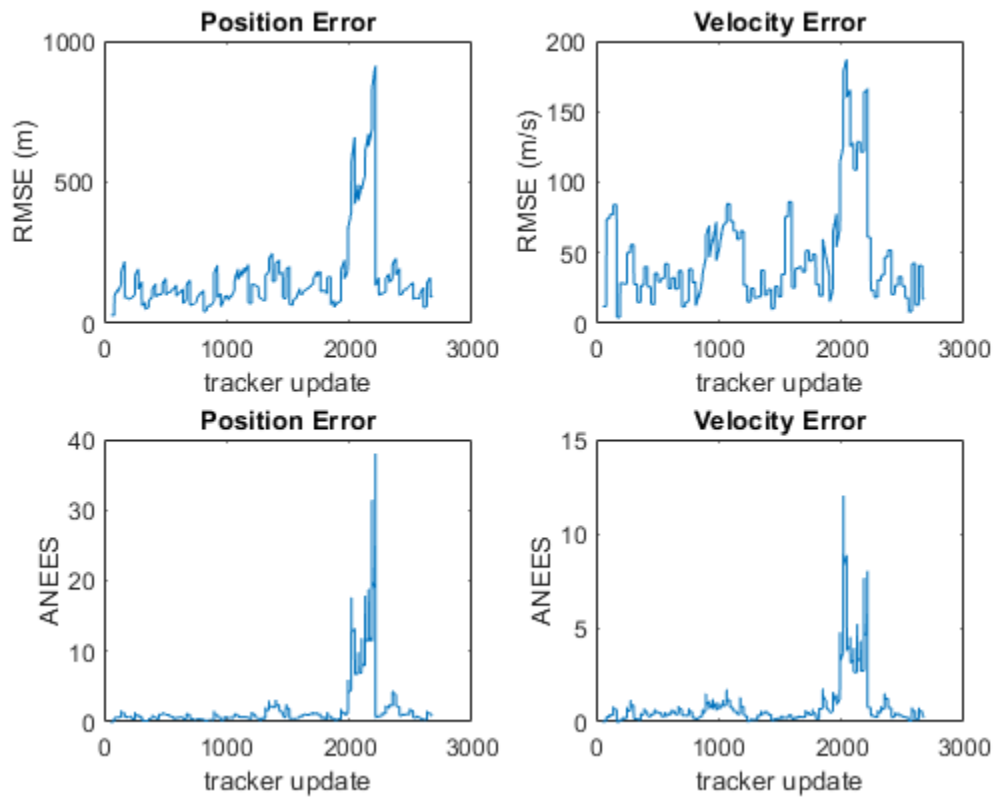 Position Error
1000
500
0
RMSE (m)
0 1000 2000 3000
tracker update
Velocity Error
200
150
100
50
0
RMSE (m/s)
0 1000 2000 3000
tracker update
Position Error
40
30
20
10
0
ANEES
0 1000 2000 3000
tracker update
Velocity Error
15
10
5
0
ANEES
0 1000 2000 3000
tracker update